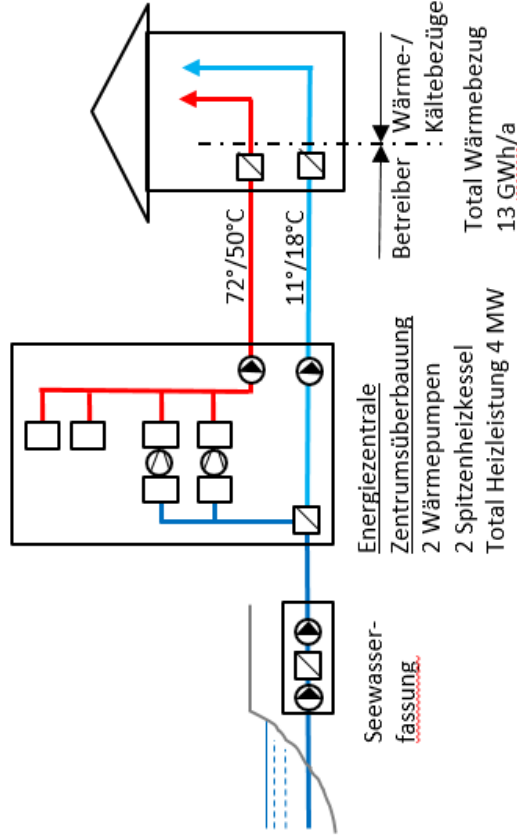 72°/50°C
11°/18°C
Seewasser-
fassung
Energiezentrale
Zentrumsüberbauung
2 Wärmepumpen
2 Spitzenheizkessel
Total Heizleistung 4 MW
Betreiber
Wärme-/
Kältebezüge
Total Wärmebezug
13 GWh/a